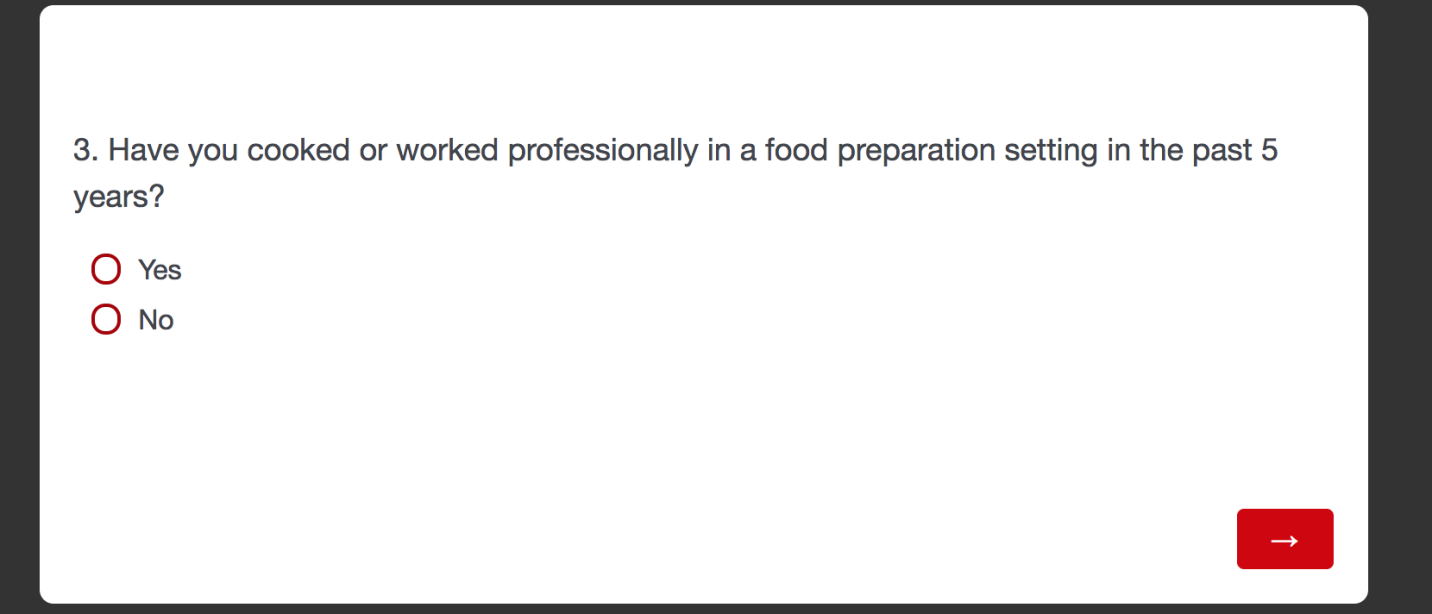 3. Have you cooked or worked professionally in a food preparation setting in the past 5
years?
Yes
No
→